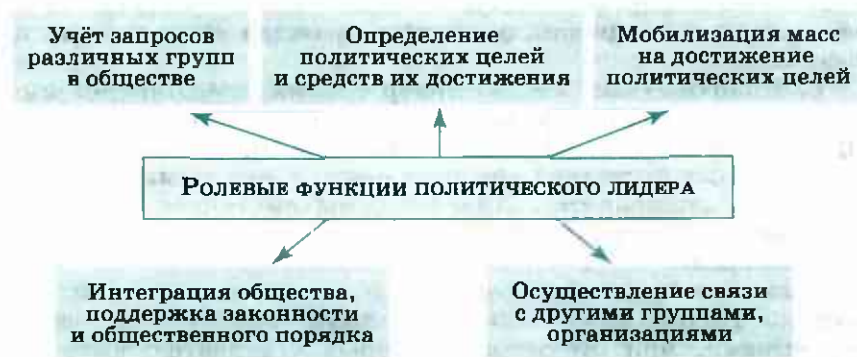 Учёт запросов
различных групп
в обществе
Определение
политических целей
и средств их достижения
Мобилизация масс
на достижение
политических целей
Ролевые функции политического лидера
Интеграция общества,
поддержка законности
и общественного порядка
Осуществление связи
с другими группами,
организациями